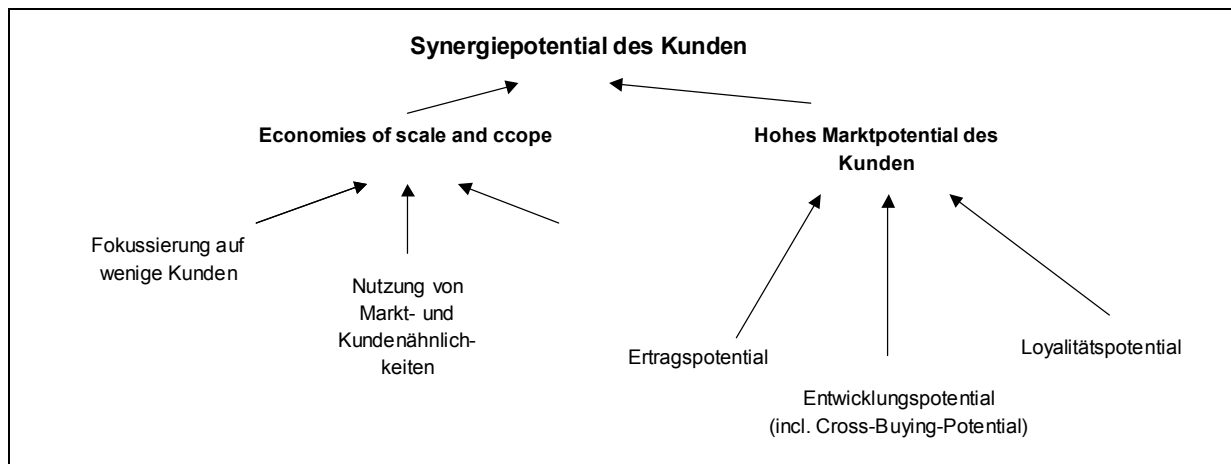 Synergiepotential des Kunden
Economies of scale and ccope
Hohes Marktpotential des
Kunden
Fokussierung auf
wenige Kunden
Nutzung von
Markt- und
Kundenähnlich-
keiten
Ertragspotential
Entwicklungspotential
(incl. Cross-Buying-Potential)
Loyalitätspotential